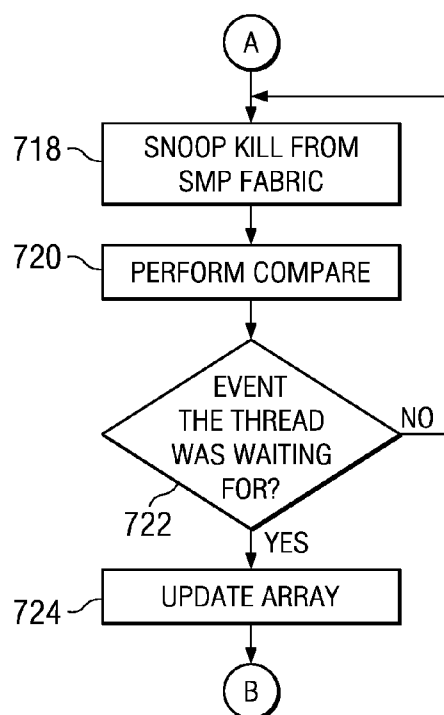 A
718
SNOOP KILL FROM
SMP FABRIC
720
PERFORM COMPARE
EVENT
THE THREAD
WAS WAITING
FOR?
NO
722
YES
724
UPDATE ARRAY
B